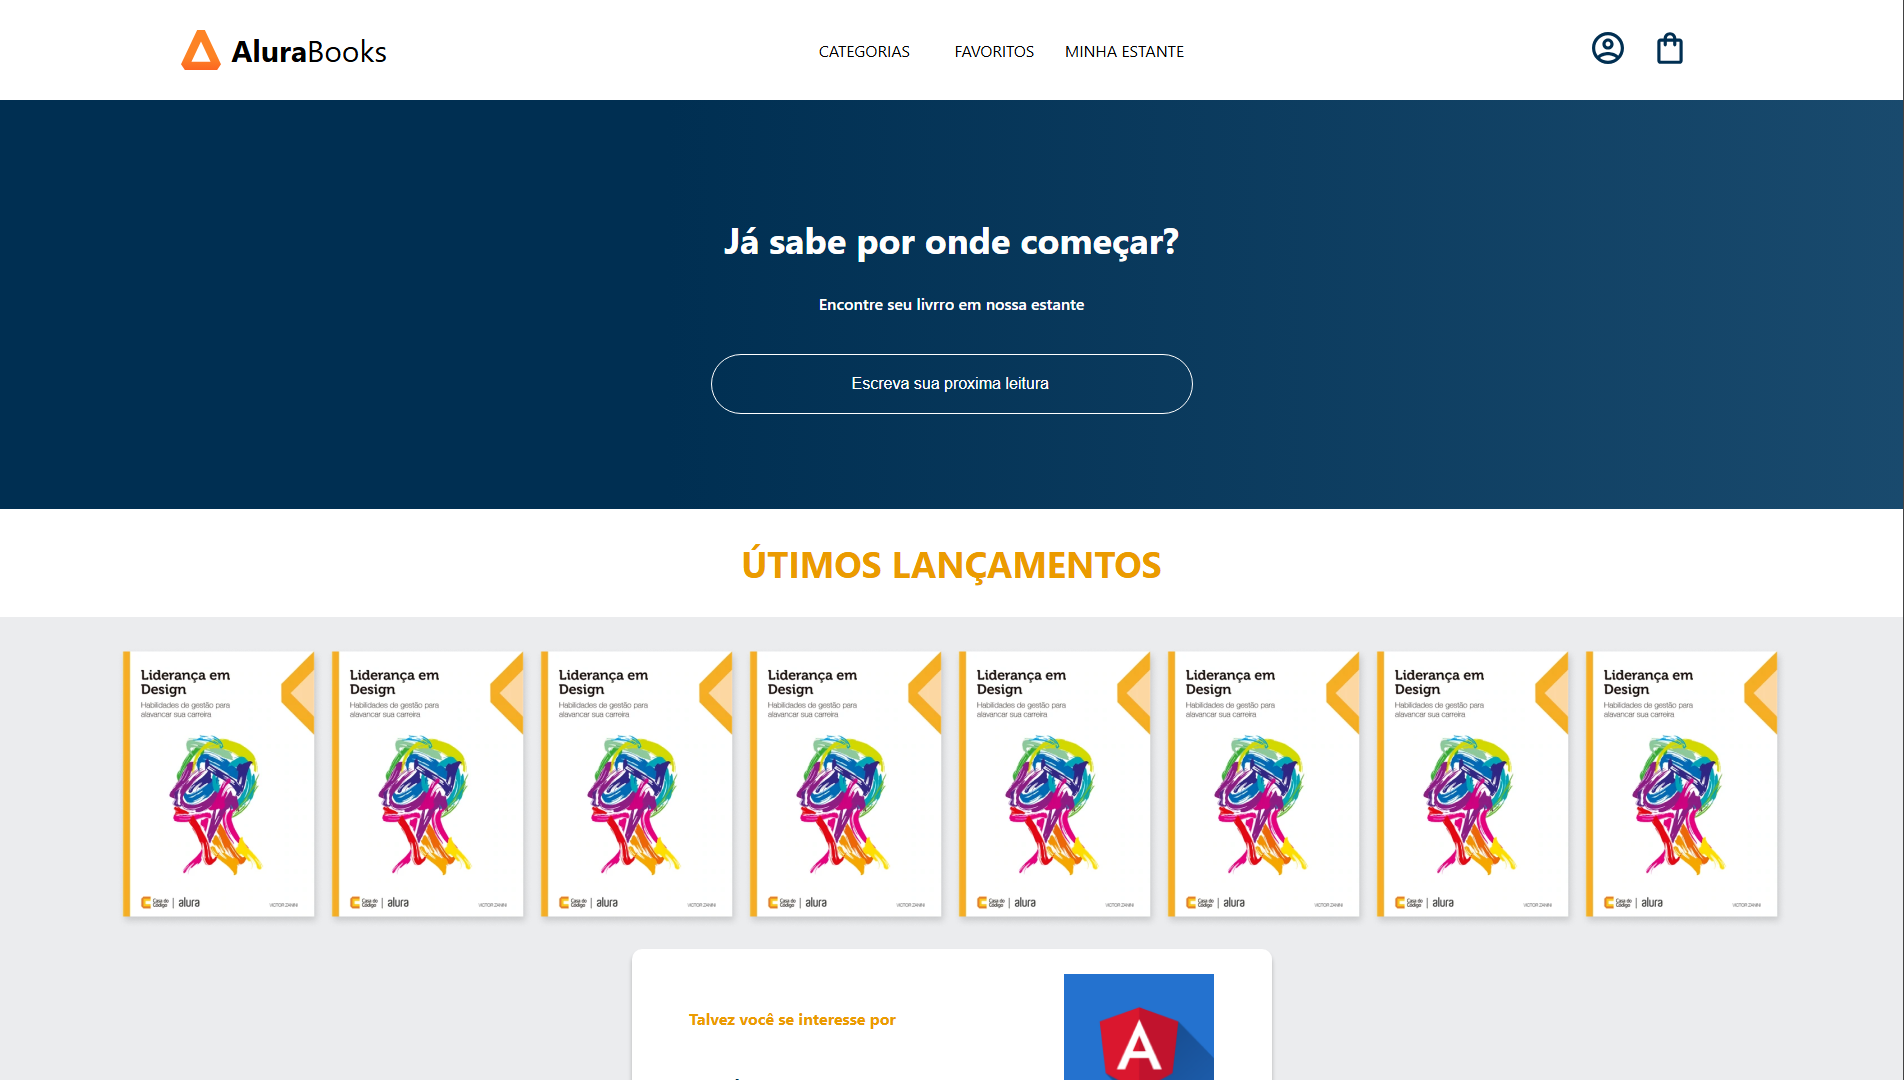 AluraBooks
CATEGORIAS FAVORITOS MINHA ESTANTE
Já sabe por onde começar?
Encontre seu livrro em nossa estante
Escreva sua proxima leitura
ÚTIMOS LANÇAMENTOS
Liderança em
Design
Habilidades de gestão para
alavancar sua carreira
Casa do
Código | alura
VICTOR ZANINI
Liderança em
Design
Habilidades de gestão para
alavancar sua carreira
Casa do
Código | alura
VICTOR ZANINI
Liderança em
Design
Habilidades de gestão para
alavancar sua carreira
Casa do
Código | alura
VICTOR ZANINI
Liderança em
Design
Habilidades de gestão para
alavancar sua carreira
Casa do
Código | alura
VICTOR ZANINI
Liderança em
Design
Habilidades de gestão para
alavancar sua carreira
Casa do
Código | alura
VICTOR ZANINI
Liderança em
Design
Habilidades de gestão para
alavancar sua carreira
Casa do
Código | alura
VICTOR ZANINI
Liderança em
Design
Habilidades de gestão para
alavancar sua carreira
Casa do
Código | alura
VICTOR ZANINI
Liderança em
Design
Habilidades de gestão para
alavancar sua carreira
Casa do
Código | alura
VICTOR ZANINI
Talvez você se interesse por
A